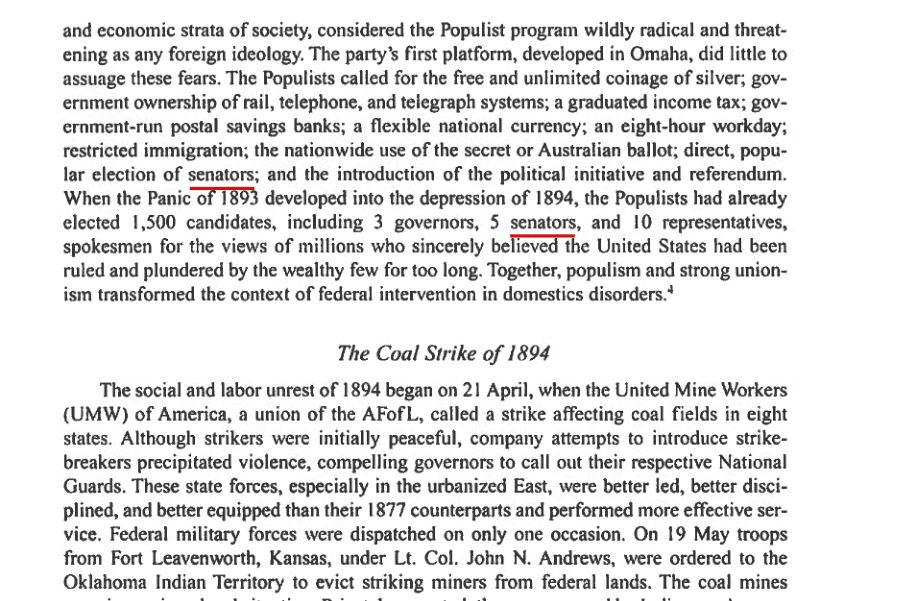 and economic strata of society, considered the Populist program wildly radical and threat-
ening as any foreign ideology. The party's first platform, developed in Omaha, did little to
assuage these fears. The Populists called for the free and unlimited coinage of silver; gov-
ernment ownership of rail, telephone, and telegraph systems; a graduated income tax; gov-
ernment-run postal savings banks; a flexible national currency; an eight-hour workday;
restricted immigration; the nationwide use of the secret or Australian ballot; direct, popu-
lar election of senators; and the introduction of the political initiative and referendum.
When the Panic of 1893 developed into the depression of 1894, the Populists had already
elected 1,500 candidates, including 3 governors, 5 senators, and 10 representatives,
spokesmen for the views of millions who sincerely believed the United States had been
ruled and plundered by the wealthy few for too long. Together, populism and strong union-
ism transformed the context of federal intervention in domestics disorders.⁴
The Coal Strike of 1894
The social and labor unrest of 1894 began on 21 April, when the United Mine Workers
(UMW) of America, a union of the AFofL, called a strike affecting coal fields in eight
states. Although strikers were initially peaceful, company attempts to introduce strike-
breakers precipitated violence, compelling governors to call out their respective National
Guards. These state forces, especially in the urbanized East, were better led, better disci-
plined, and better equipped than their 1877 counterparts and performed more effective ser-
vice. Federal military forces were dispatched on only one occasion. On 19 May troops
from Fort Leavenworth, Kansas, under Lt. Col. John N. Andrews, were ordered to the
Oklahoma Indian Territory to evict striking miners from federal lands. The coal mines